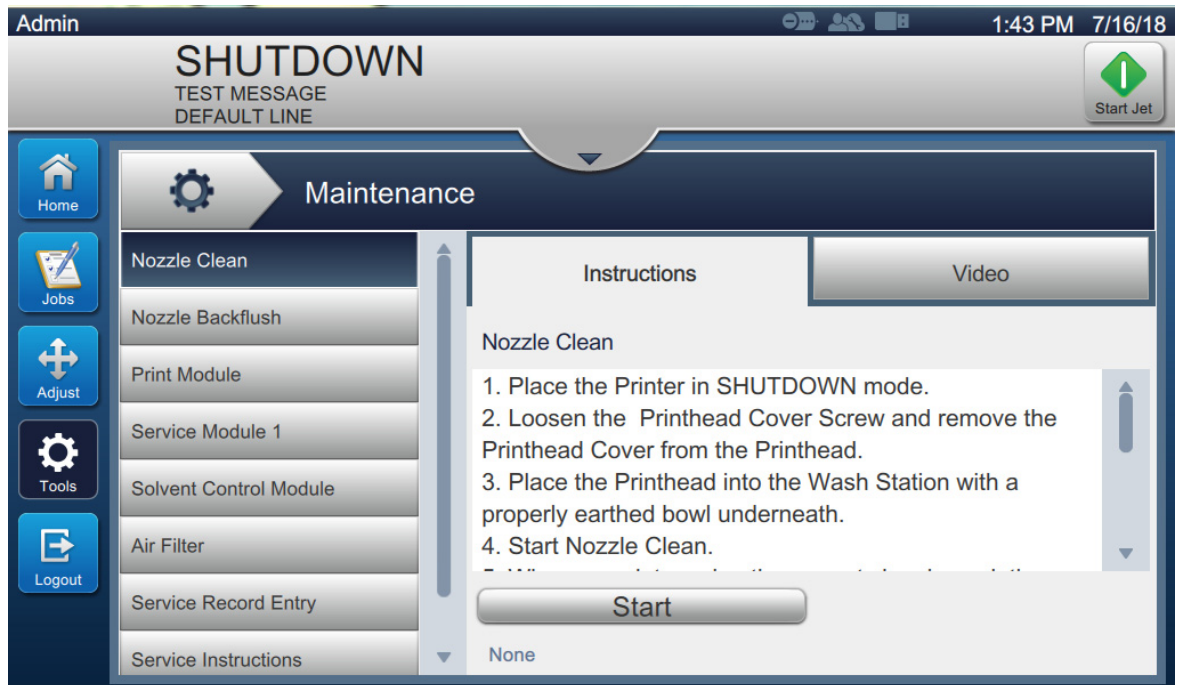 Admin
1:43 PM 7/16/18
SHUTDOWN
TEST MESSAGE
DEFAULT LINE
Start Jet
Home
Jobs
Adjust
Tools
Logout
Maintenance
Nozzle Clean
Nozzle Backflush
Print Module
Service Module 1
Solvent Control Module
Air Filter
Service Record Entry
Service Instructions
Instructions
Video
Nozzle Clean
1. Place the Printer in SHUTDOWN mode.
2. Loosen the Printhead Cover Screw and remove the
Printhead Cover from the Printhead.
3. Place the Printhead into the Wash Station with a
properly earthed bowl underneath.
4. Start Nozzle Clean.
Start
None